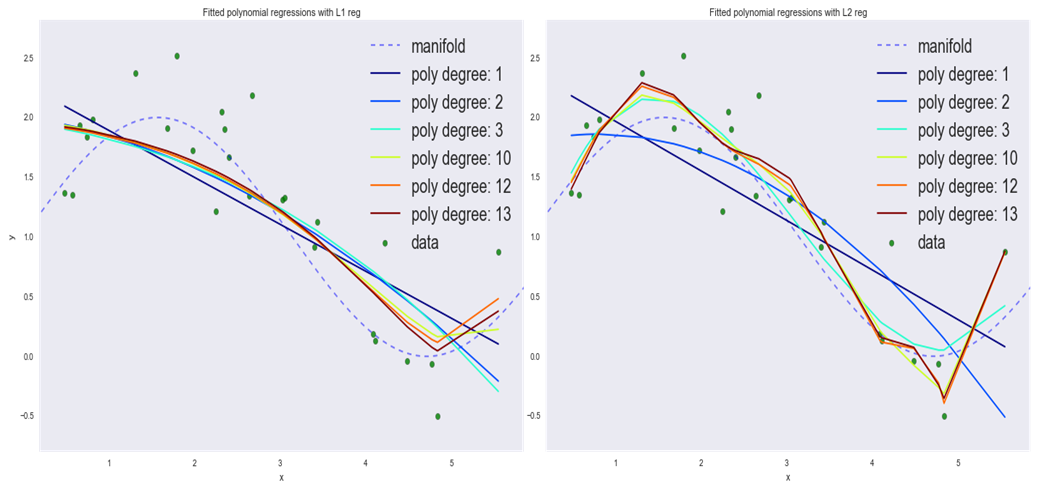 Fitted polynomial regressions with L1 reg
manifold
poly degree: 1
poly degree: 2
poly degree: 3
poly degree: 10
poly degree: 12
poly degree: 13
data
2.5
2.0
1.5
1.0
0.5
0.0
−0.5
y
1 2 3 4 5
x
Fitted polynomial regressions with L2 reg
manifold
poly degree: 1
poly degree: 2
poly degree: 3
poly degree: 10
poly degree: 12
poly degree: 13
data
2.5
2.0
1.5
1.0
0.5
0.0
−0.5
1 2 3 4 5
x